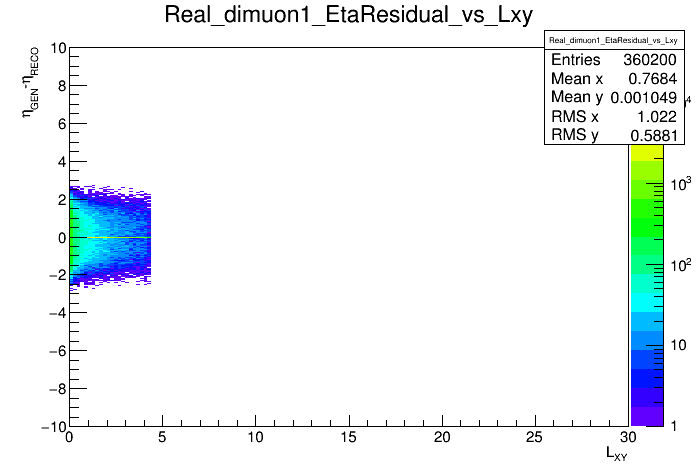 Real_dimuon1_EtaResidual_vs_Lxy
Real_dimuon1_EtaResidual_vs_Lxy
Entries 360200
Mean x 0.7684
Mean y 0.001049
RMS x 1.022
RMS y 0.5881
ηGEN-ηRECO
10
8
6
4
2
0
−2
−4
−6
−8
−10
0 5 10 15 20 25 30
LXY
4
10³
10²
10
1